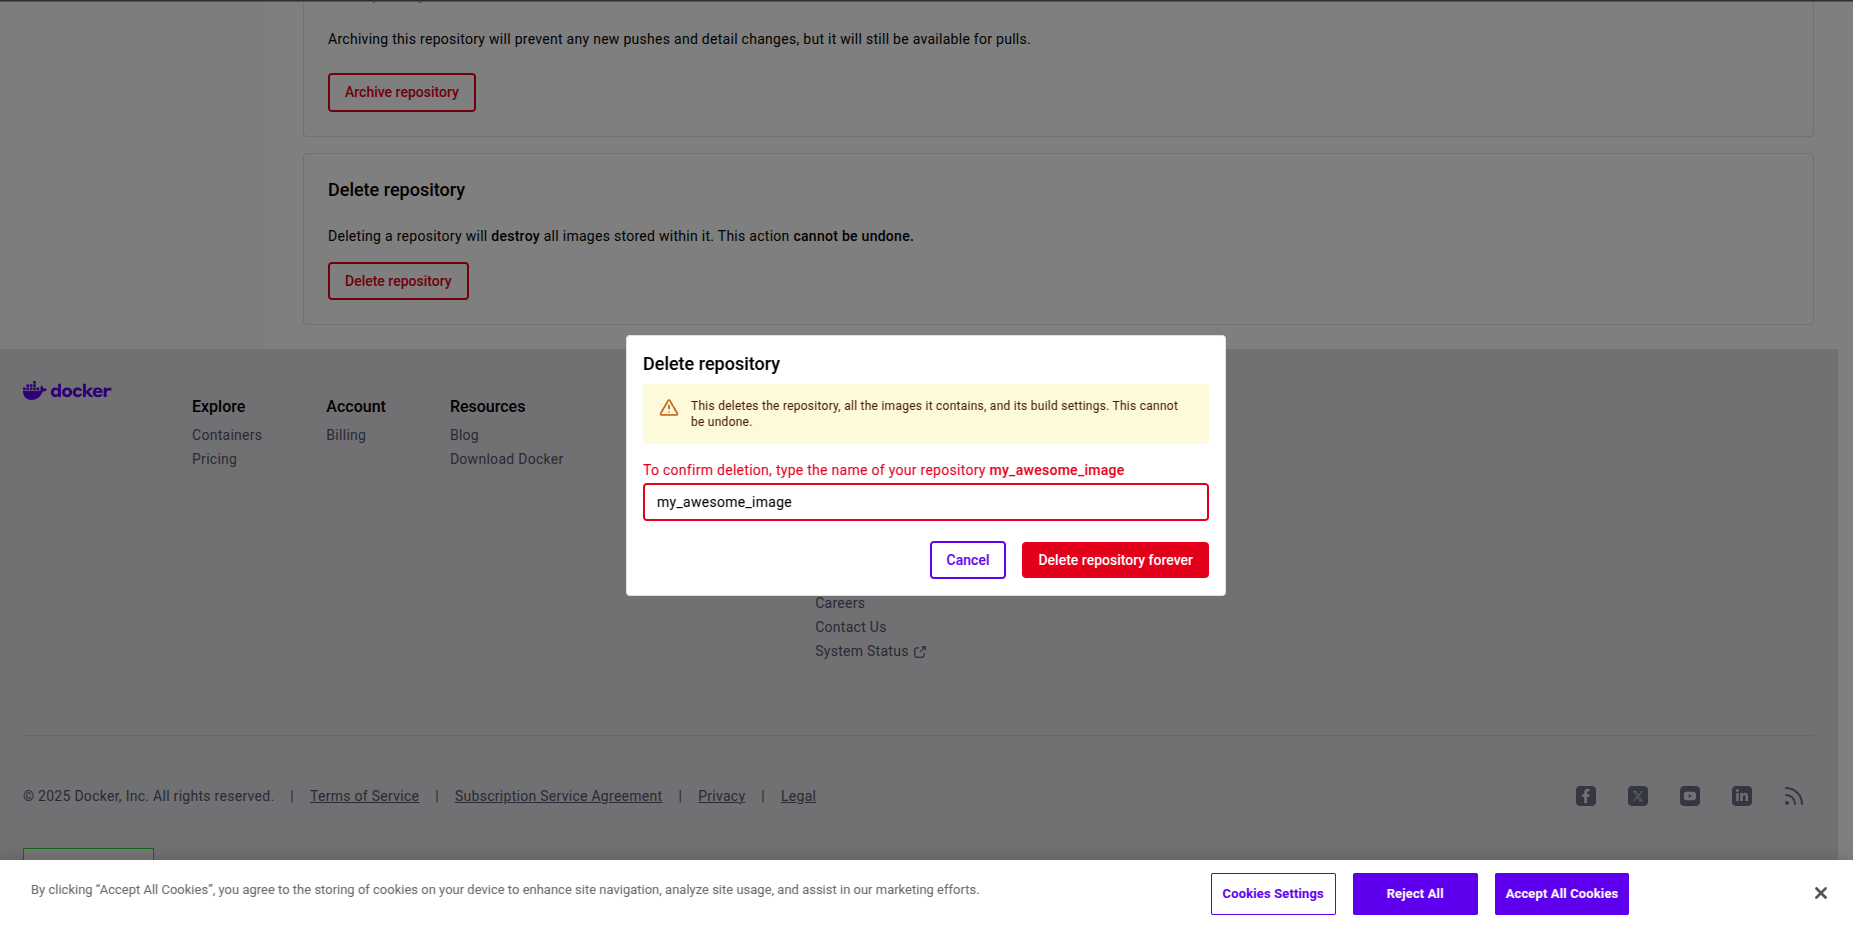 Archiving this repository will prevent any new pushes and detail changes, but it will still be available for pulls.
Archive repository
Delete repository
Deleting a repository will destroy all images stored within it. This action cannot be undone.
Delete repository
Delete repository
This deletes the repository, all the images it contains, and its build settings. This cannot
be undone.
To confirm deletion, type the name of your repository my_awesome_image
my_awesome_image
Cancel
Delete repository forever
docker
Explore
Containers
Pricing
Account
Billing
Resources
Blog
Download Docker
Careers
Contact Us
System Status
© 2025 Docker, Inc. All rights reserved. | Terms of Service | Subscription Service Agreement | Privacy | Legal
By clicking “Accept All Cookies”, you agree to the storing of cookies on your device to enhance site navigation, analyze site usage, and assist in our marketing efforts.
Cookies Settings
Reject All
Accept All Cookies